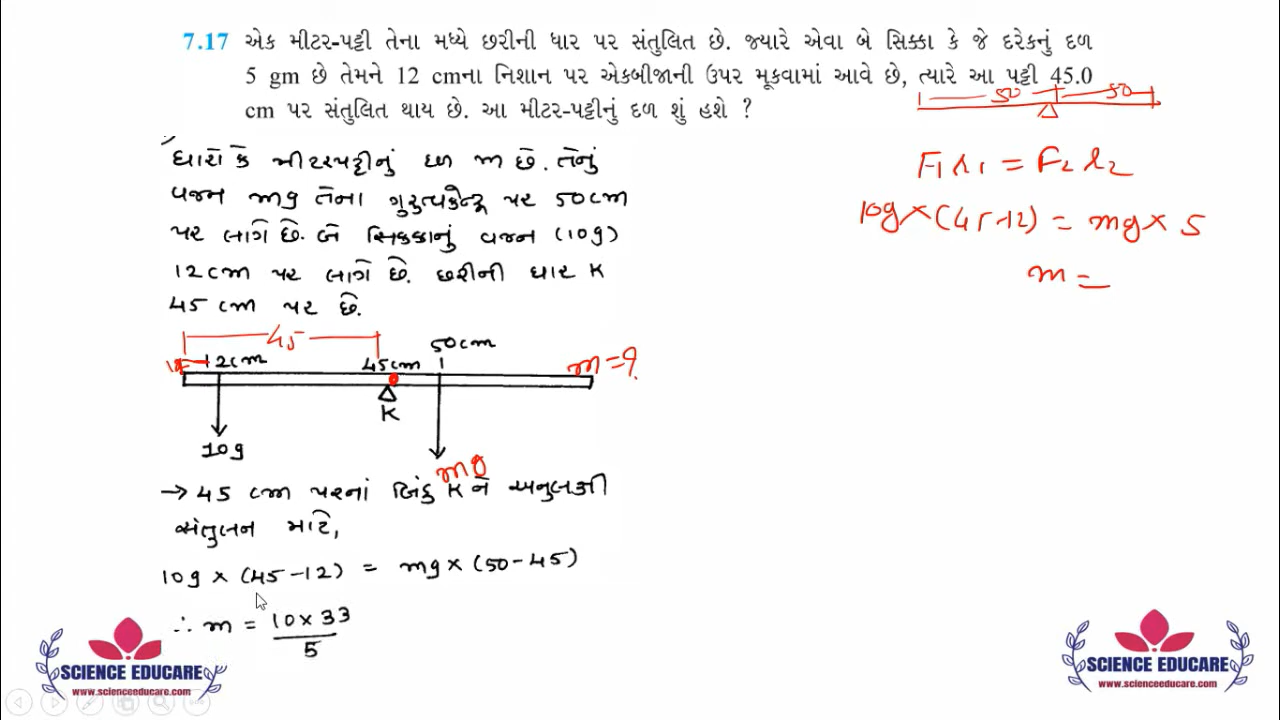 7.17 એક મીટર-પટ્ટી તેના મધ્યે છરીની ધાર પર સંતુલિત છે. જ્યારે એવા બે સિક્કા કે જે દરેકનું દળ
5 gm છે તેમને 12 cmના નિશાન પર એકબીજાની ઉપર મૂકવામાં આવે છે, ત્યારે આ પટ્ટી 45.0
cm પર સંતુલિત થાય છે. આ મીટર-પટ્ટીનું દળ શું હશે ?
50 50
ધારો કે મીટરપટ્ટીનું દળ m છે. તેનું
વજન mg તેના ગુરુત્વકેન્દ્ર પર 50cm
પર લાગે છે. બે સિક્કાનું વજન (10g)
12cm પર લાગે છે. છરીની ધાર K
45 cm પર છે.
F1 λ1 = F2 λ2
10g × (45-12) = mg × 5
m =
45
12cm 45cm 50cm m=?
K
10g
mg
→ 45 cm પરનાં બિંદુ K ને અનુલક્ષી
સંતુલન માટે,
10g × (45-12) = mg × (50-45)
∴ m = 10×33
5
SCIENCE EDUCARE
www.scienceeducare.com
SCIENCE EDUCARE
www.scienceeducare.com